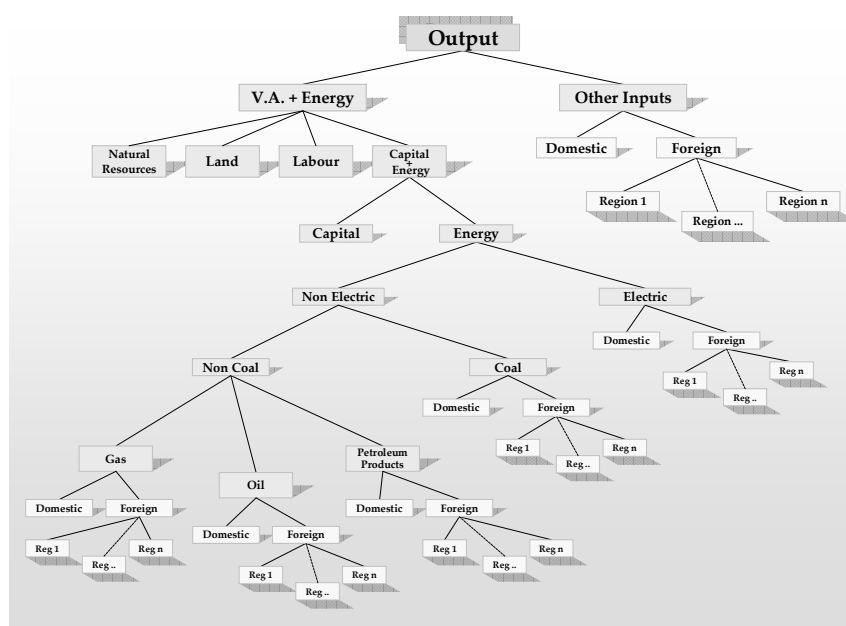 Output
V.A. + Energy
Other Inputs
Natural
Resources
Land
Labour
Capital
+
Energy
Domestic
Foreign
Region 1
Region ...
Region n
Capital
Energy
Non Electric
Electric
Domestic
Foreign
Reg 1
Reg ..
Reg n
Non Coal
Coal
Domestic
Foreign
Reg 1
Reg ..
Reg n
Gas
Oil
Petroleum
Products
Domestic
Foreign
Reg 1
Reg ..
Reg n
Domestic
Foreign
Reg 1
Reg ..
Reg n
Domestic
Foreign
Reg 1
Reg ..
Reg n